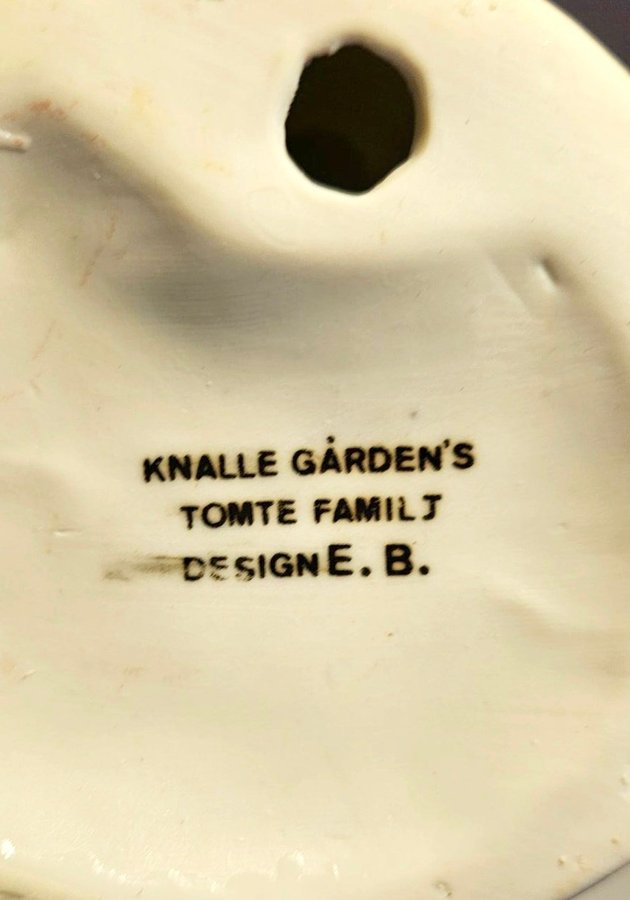 KNALLE GÅRDEN'S
TOMTE FAMILJ
DESIGN E. B.